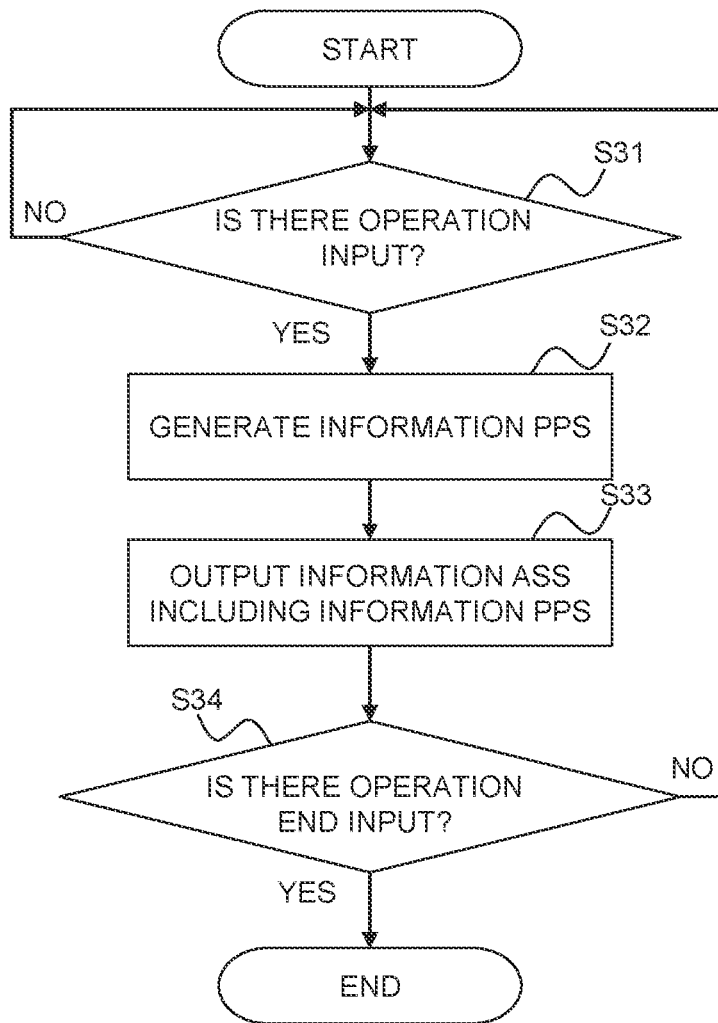 START
S31
NO
IS THERE OPERATION
INPUT?
YES
S32
GENERATE INFORMATION PPS
S33
OUTPUT INFORMATION ASS
INCLUDING INFORMATION PPS
S34
NO
IS THERE OPERATION
END INPUT?
YES
END